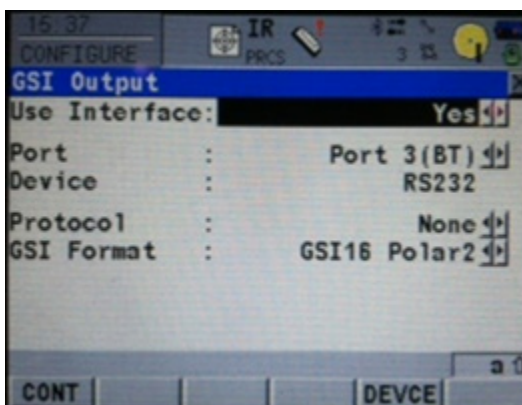 15:37
CONFIGURE
IR
PRCS
3
GSI Output
Use Interface: Yes
Port : Port 3(BT)
Device : RS232
Protocol : None
GSI Format : GSI16 Polar2
a
CONT DEVCE